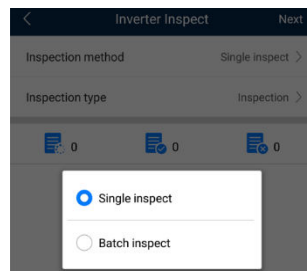 Inverter Inspect Next
Inspection method Single inspect
Inspection type Inspection
0 0 0
Single inspect
Batch inspect